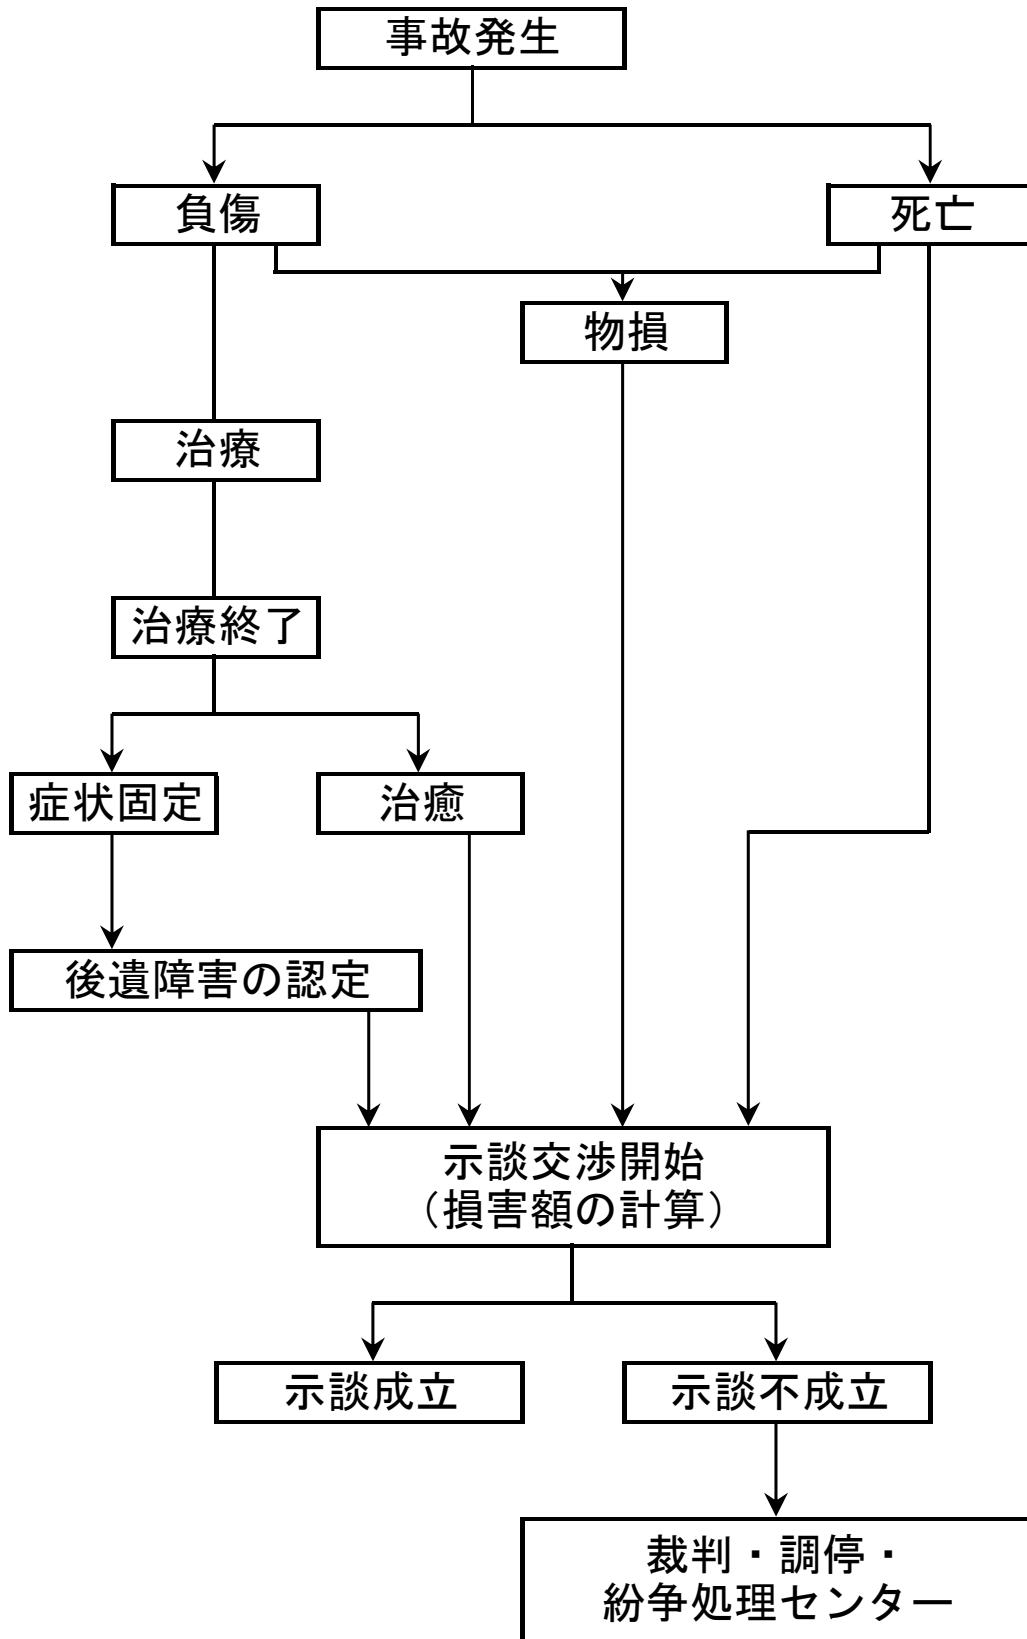 事故発生
負傷
死亡
物損
治療
治療終了
症状固定
治癒
後遺障害の認定
示談交渉開始
（損害額の計算）
示談成立
示談不成立
裁判・調停・
紛争処理センター